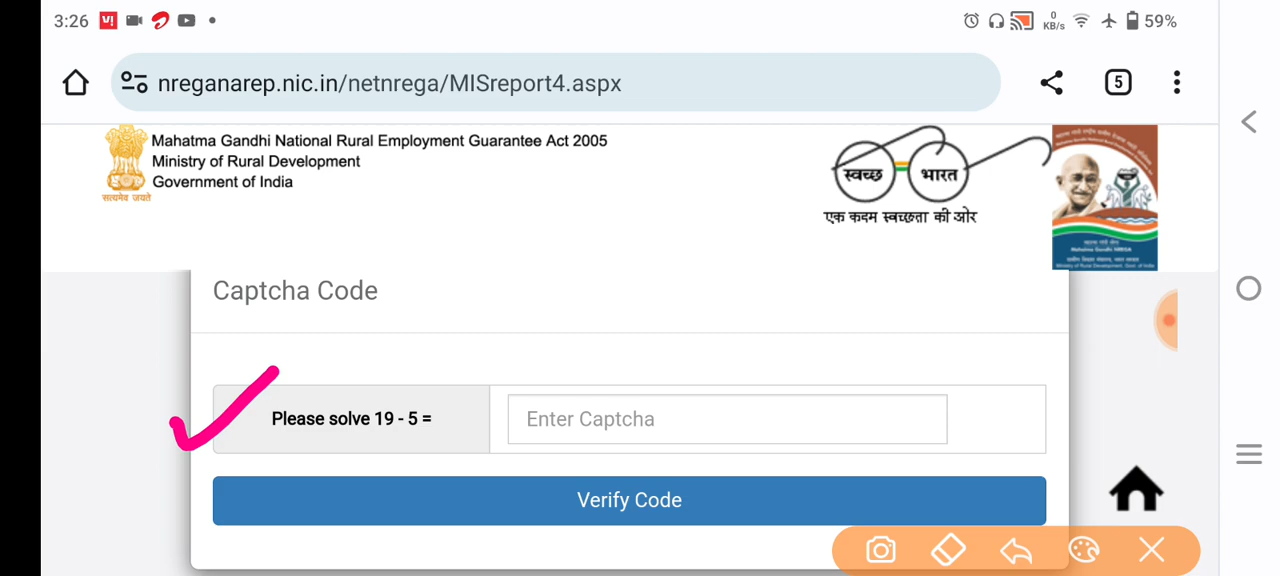 3:26
0
KB/s
59%
nreganarep.nic.in/netnrega/MISreport4.aspx
5
Mahatma Gandhi National Rural Employment Guarantee Act 2005
Ministry of Rural Development
Government of India
सत्यमेव जयते
स्वच्छ भारत
एक कदम स्वच्छता की ओर
Captcha Code
Please solve 19 - 5 =
Enter Captcha
Verify Code